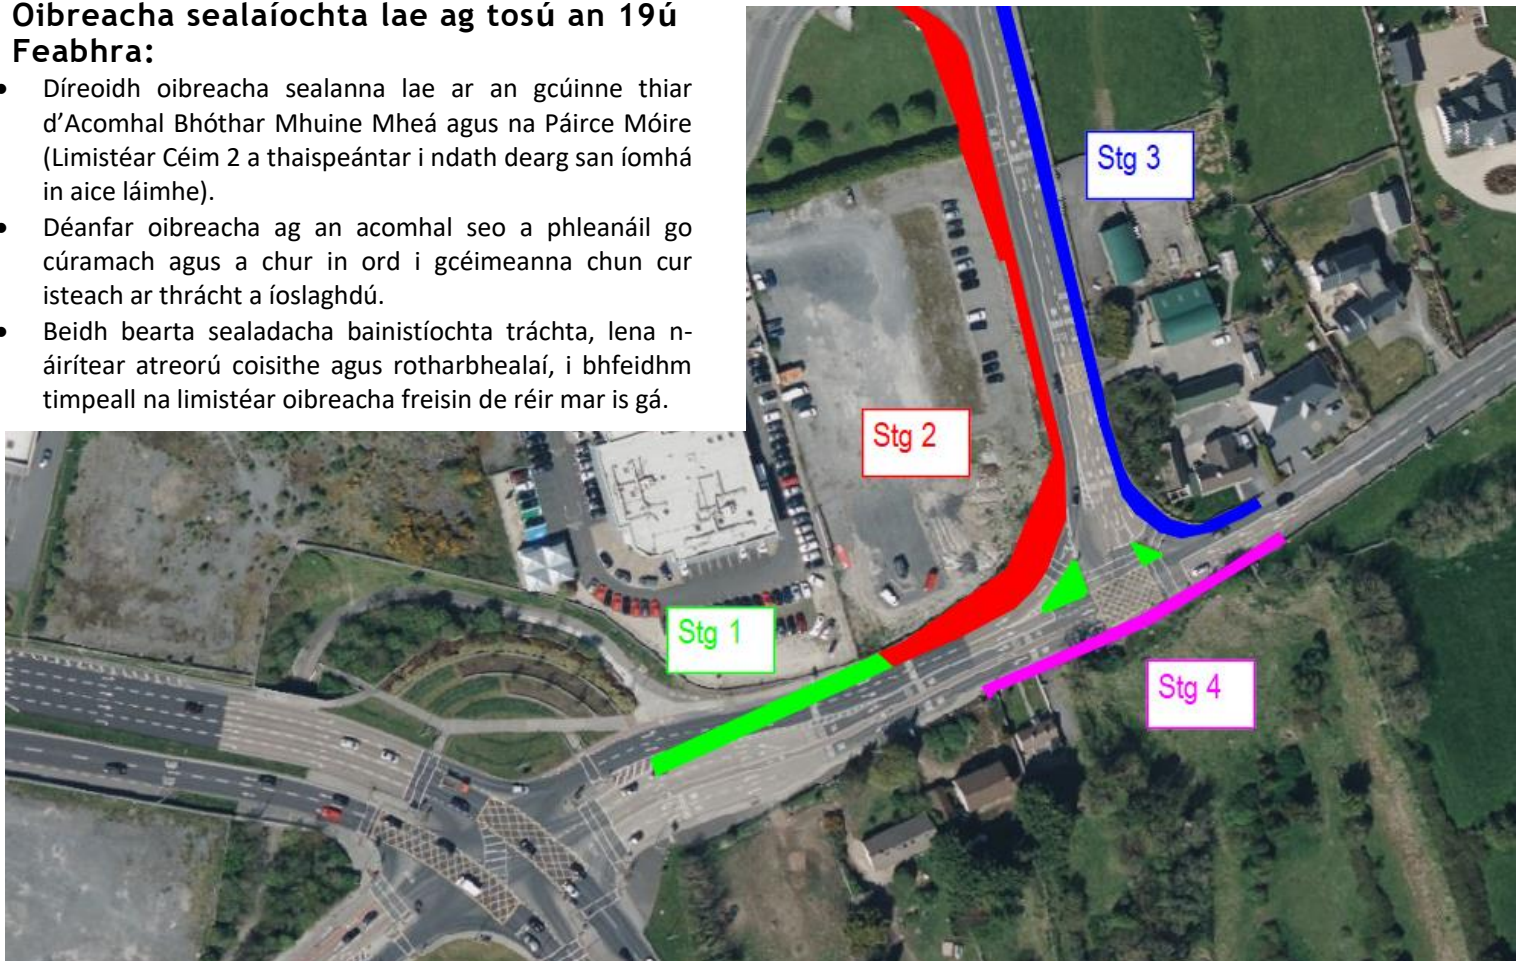 Oibreacha sealaíochta lae ag tosú an 19ú
Feabhra:
Díreoidh oibreacha sealanna lae ar an gcúinne thiar
d’Acomhal Bhóthar Mhuine Mheá agus na Páirce Móire
(Limistéar Céim 2 a thaispeántar i ndath dearg san íomhá
in aice láimhe).
Déanfar oibreacha ag an acomhal seo a phleanáil go
cúramach agus a chur in ord i gcéimeanna chun cur
isteach ar thrácht a íoslaghdú.
Beidh bearta sealadacha bainistíochta tráchta, lena n-
áirítear atreorú coisithe agus rotharbhealaí, i bhfeidhm
timpeall na limistéar oibreacha freisin de réir mar is gá.
Stg 3
Stg 2
Stg 1
Stg 4